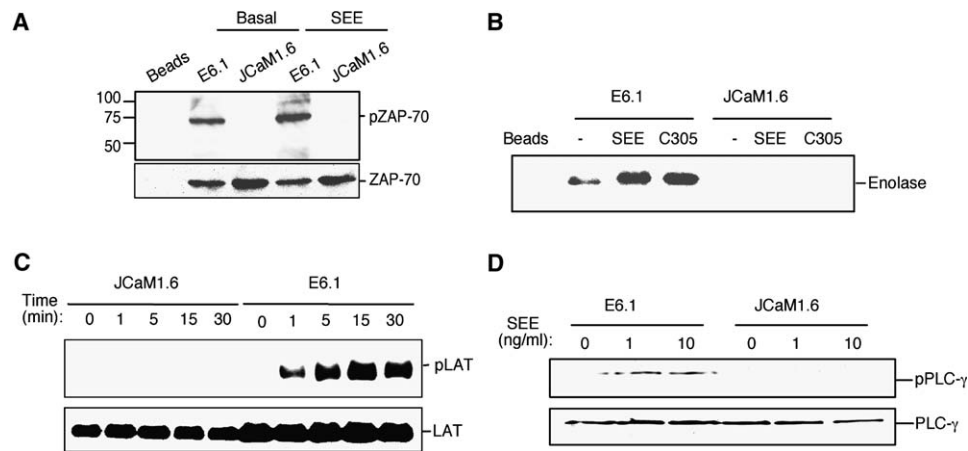 A
Basal SEE
Beads E6.1 JCaM1.6 E6.1 JCaM1.6
100
75
50
pZAP-70
ZAP-70
B
E6.1 JCaM1.6
Beads - SEE C305 - SEE C305
Enolase
C
JCaM1.6 E6.1
Time
(min): 0 1 5 15 30 0 1 5 15 30
pLAT
LAT
D
E6.1 JCaM1.6
SEE
(ng/ml): 0 1 10 0 1 10
pPLC-γ
PLC-γ